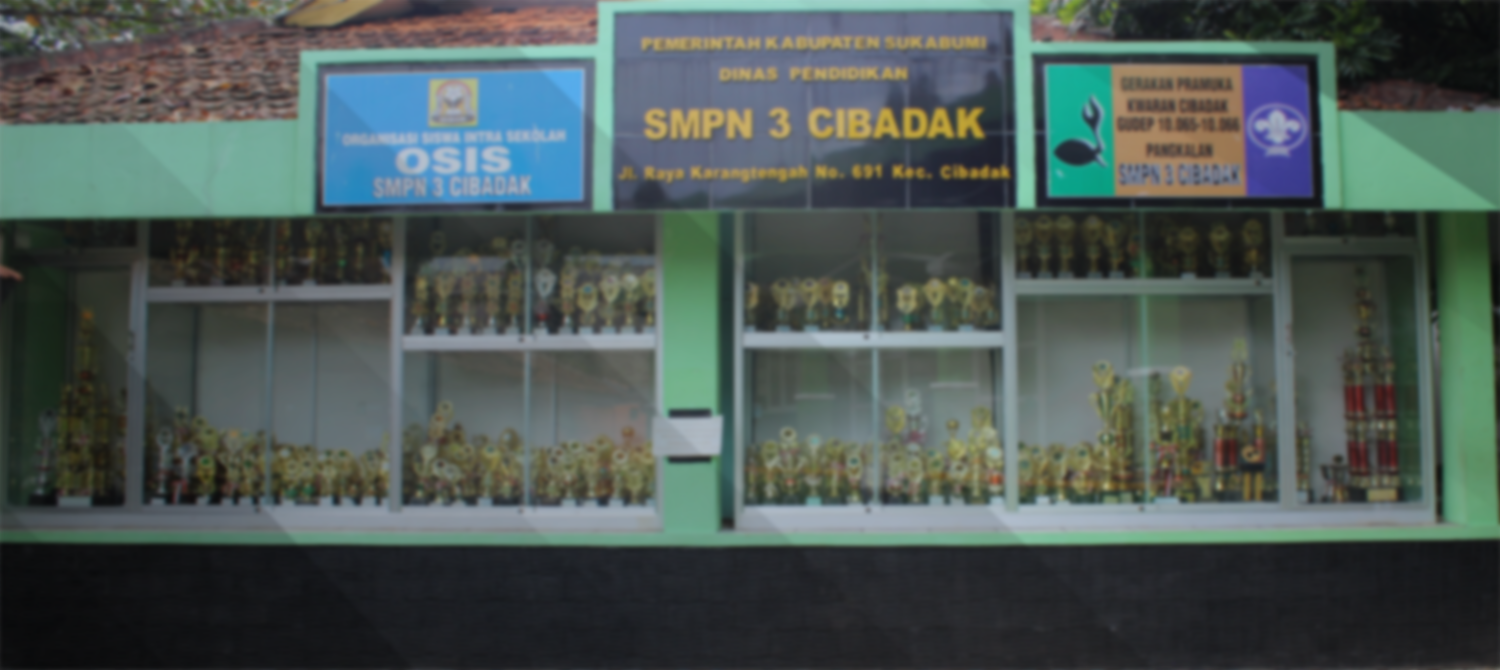 ORGANISASI SISWA INTRA SEKOLAH
OSIS
SMPN 3 CIBADAK
PEMERINTAH KABUPATEN SUKABUMI
DINAS PENDIDIKAN
SMPN 3 CIBADAK
Jl. Raya Karangtengah No. 691 Kec. Cibadak
GERAKAN PRAMUKA
KWARAN CIBADAK
GUDEP 10.065-10.066
PANGKALAN
SMPN 3 CIBADAK